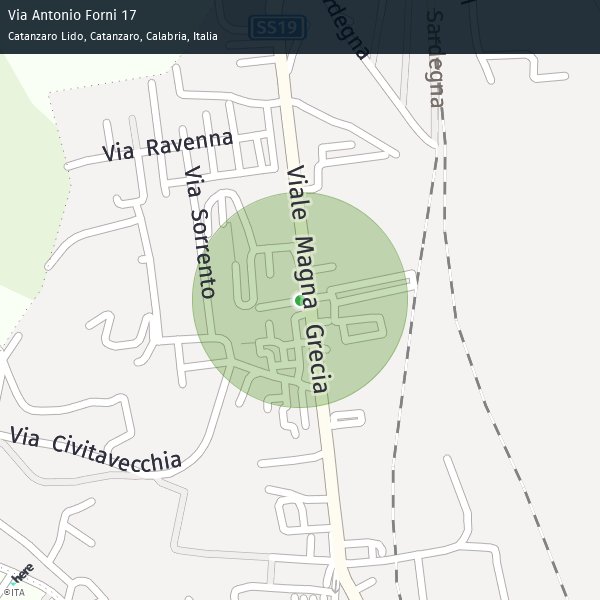 Via Antonio Forni 17
Catanzaro Lido, Catanzaro, Calabria, Italia
SS19
Sardegna
Sardegna
Via Ravenna
Via Sorrento
Viale Magna Grecia
Via Civitavecchia
here
©ITA